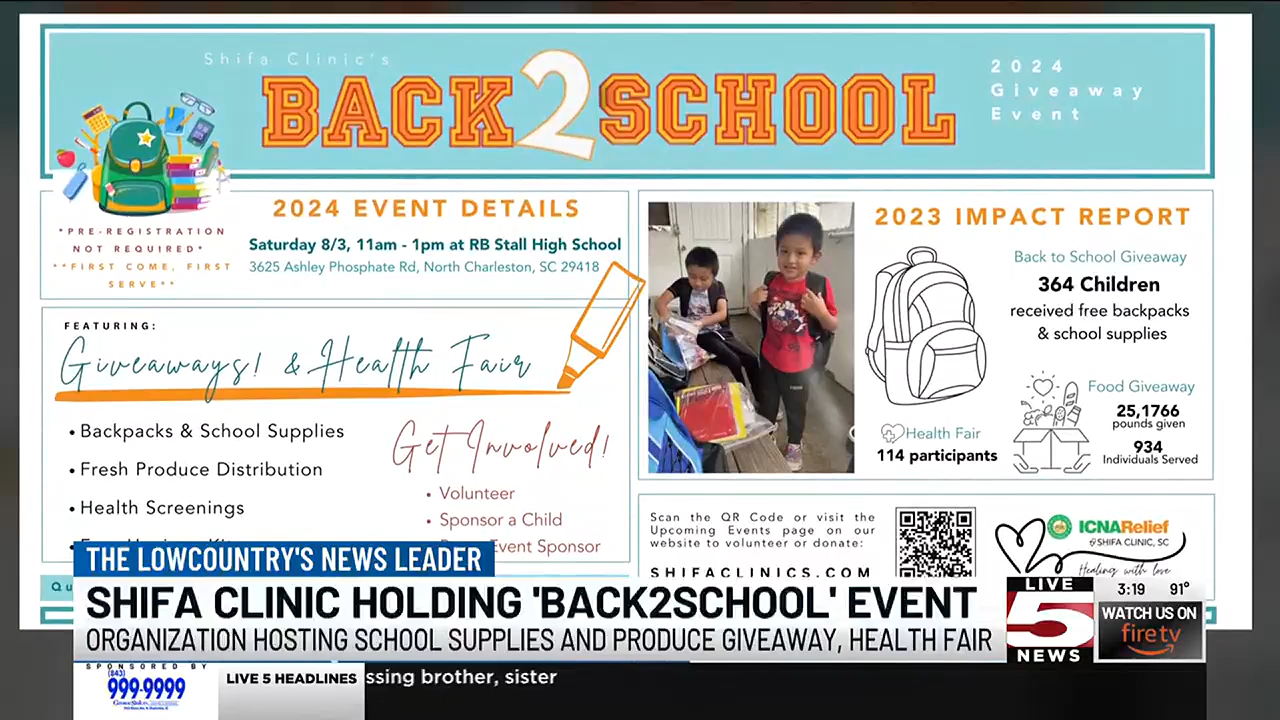 Shifa Clinic's
BACK2SCHOOL
2024
Giveaway
Event
*PRE-REGISTRATION
NOT REQUIRED*
**FIRST COME, FIRST
SERVE**
2024 EVENT DETAILS
Saturday 8/3, 11am - 1pm at RB Stall High School
3625 Ashley Phosphate Rd, North Charleston, SC 29418
FEATURING:
Giveaways! & Health Fair
• Backpacks & School Supplies
• Fresh Produce Distribution
• Health Screenings
Get Involved!
• Volunteer
• Sponsor a Child
Event Sponsor
2023 IMPACT REPORT
Back to School Giveaway
364 Children
received free backpacks
& school supplies
Health Fair
114 participants
Food Giveaway
25,1766
pounds given
934
Individuals Served
Scan the QR Code or visit the
Upcoming Events page on our
website to volunteer or donate:
SHIFACLINICS.COM
ICNARelief
@SHIFA CLINIC, SC
Healing with love
THE LOWCOUNTRY'S NEWS LEADER
SHIFA CLINIC HOLDING 'BACK2SCHOOL' EVENT
ORGANIZATION HOSTING SCHOOL SUPPLIES AND PRODUCE GIVEAWAY, HEALTH FAIR
LIVE
5
NEWS
3:19 91°
WATCH US ON
fire tv
SPONSORED BY
(843)
999-9999
LIVE 5 HEADLINES
ssing brother, sister